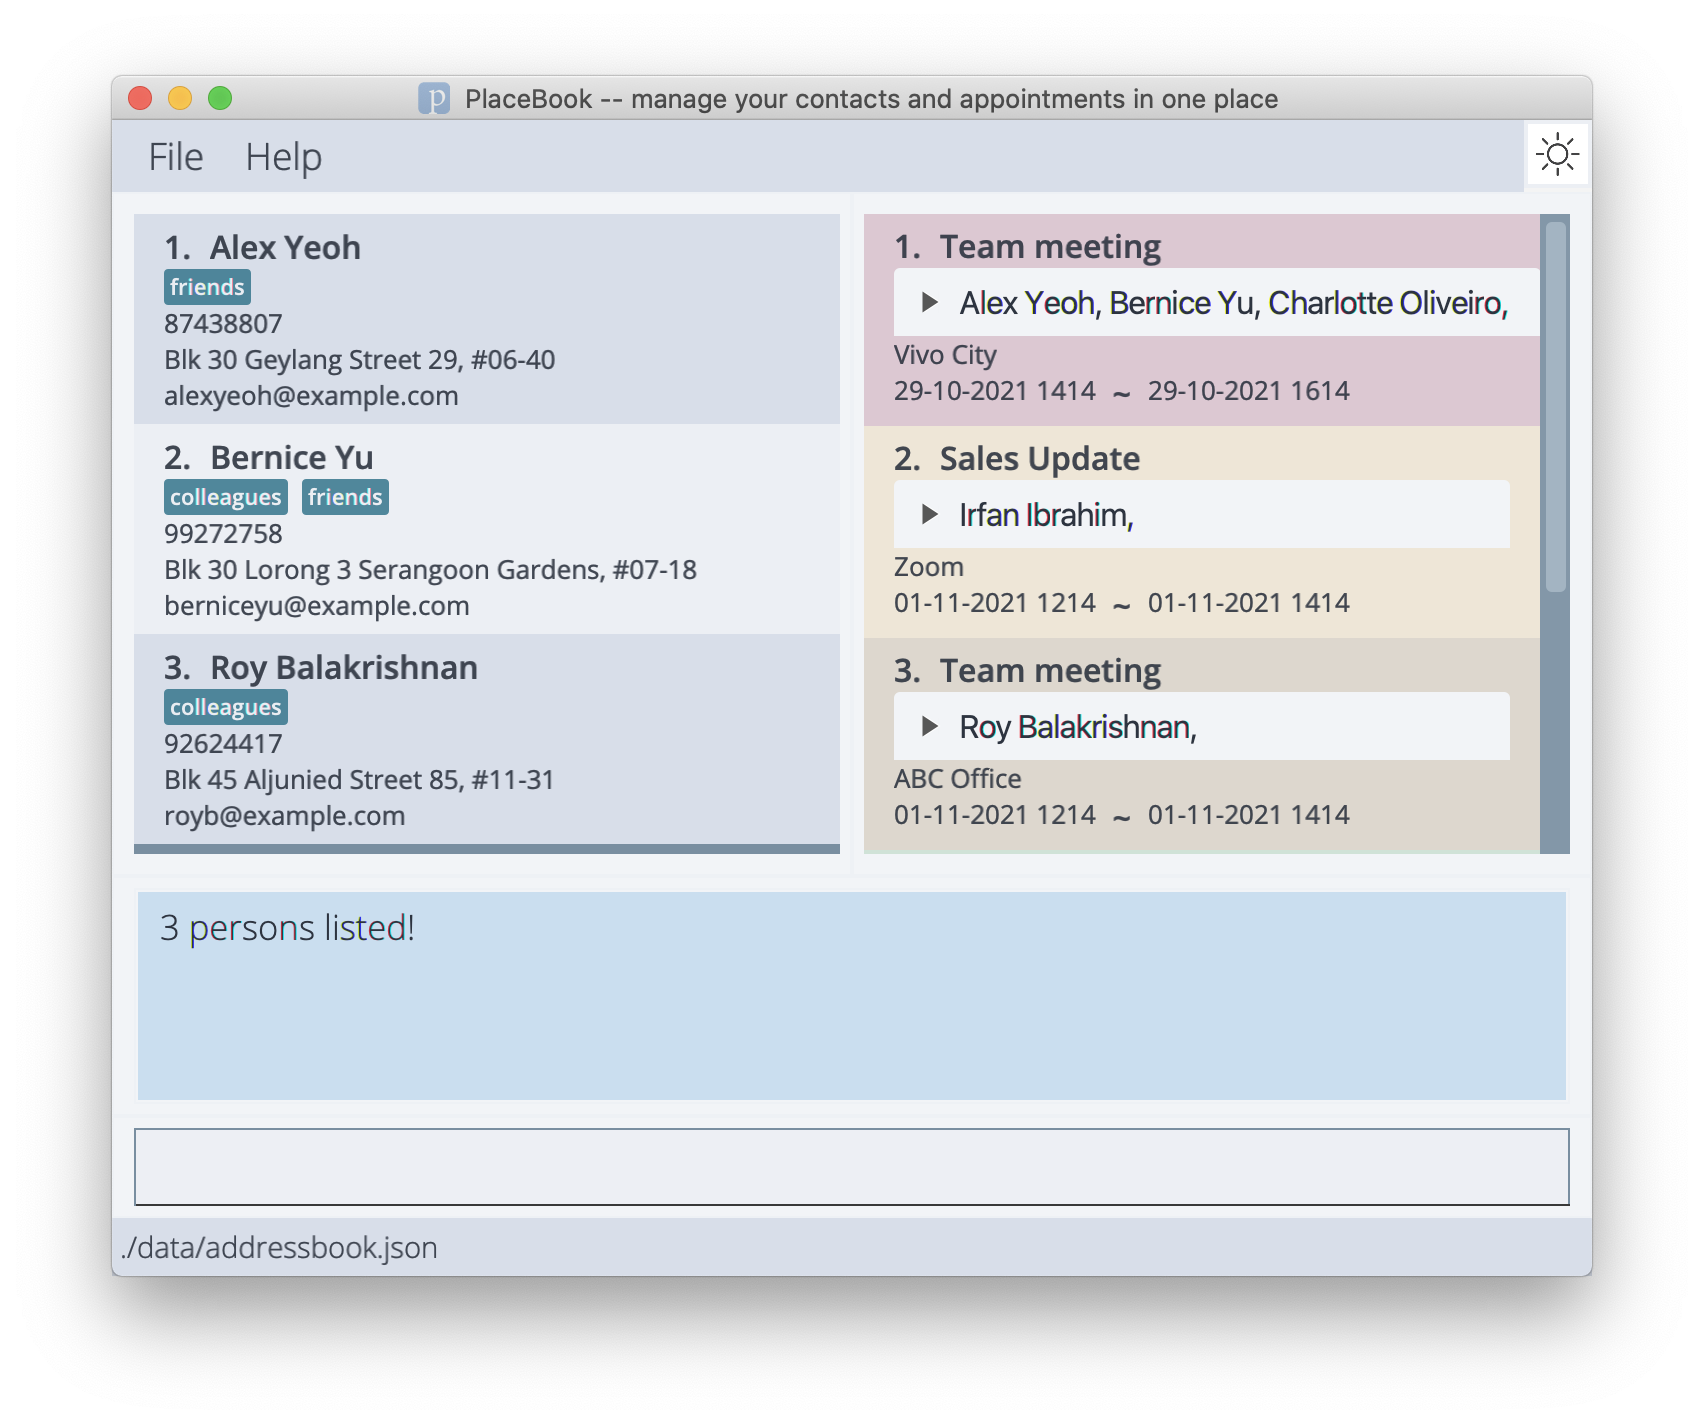 p PlaceBook -- manage your contacts and appointments in one place
File Help
1. Alex Yeoh
friends
87438807
Blk 30 Geylang Street 29, #06-40
alexyeoh@example.com
2. Bernice Yu
colleagues friends
99272758
Blk 30 Lorong 3 Serangoon Gardens, #07-18
berniceyu@example.com
3. Roy Balakrishnan
colleagues
92624417
Blk 45 Aljunied Street 85, #11-31
royb@example.com
1. Team meeting
Alex Yeoh, Bernice Yu, Charlotte Oliveiro,
Vivo City
29-10-2021 1414 ~ 29-10-2021 1614
2. Sales Update
Irfan Ibrahim,
Zoom
01-11-2021 1214 ~ 01-11-2021 1414
3. Team meeting
Roy Balakrishnan,
ABC Office
01-11-2021 1214 ~ 01-11-2021 1414
3 persons listed!
./data/addressbook.json